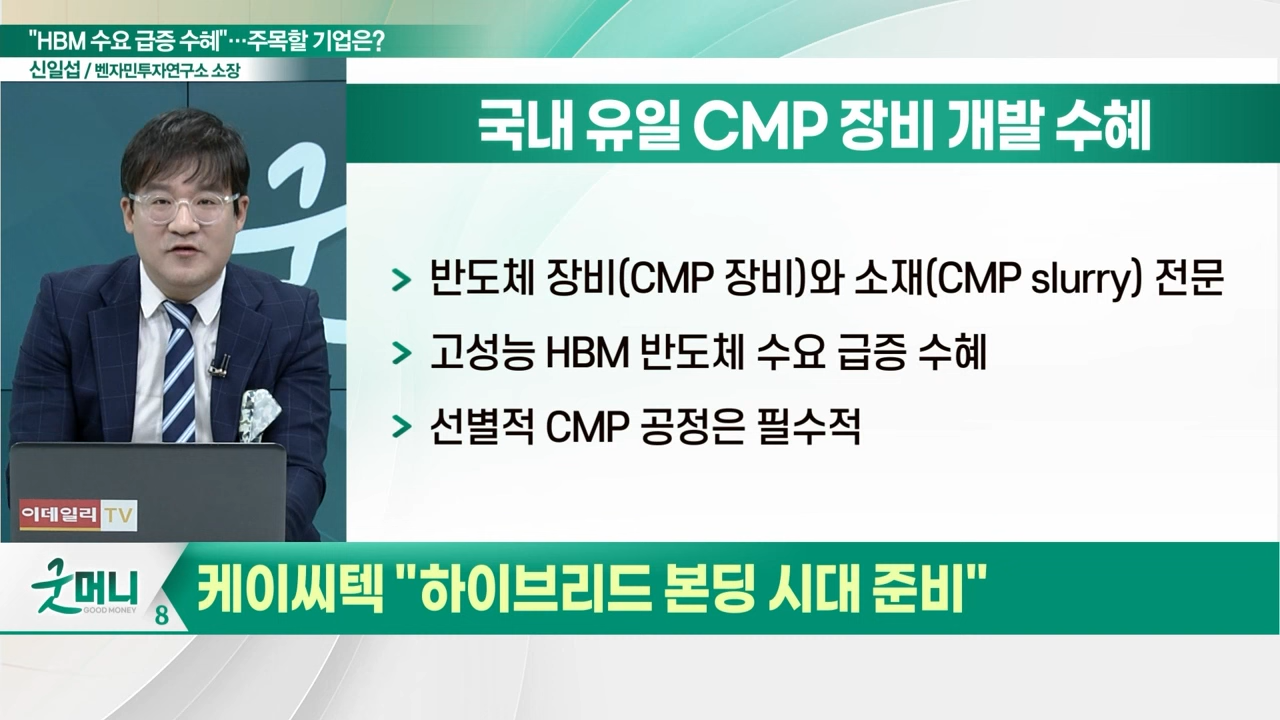 "HBM 수요 급증 수혜"…주목할 기업은?
신일섭 / 벤자민투자연구소 소장
국내 유일 CMP 장비 개발 수혜
> 반도체 장비(CMP 장비)와 소재(CMP slurry) 전문
> 고성능 HBM 반도체 수요 급증 수혜
> 선별적 CMP 공정은 필수적
굿
이데일리 TV
굿머니
GOOD MONEY
8
케이씨텍 "하이브리드 본딩 시대 준비"